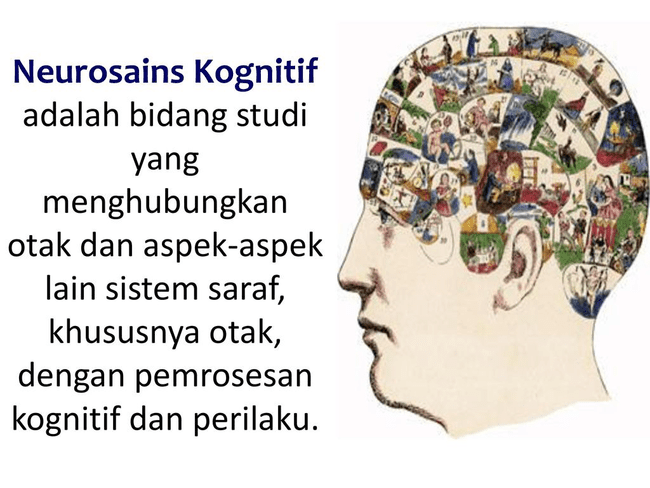 Neurosains Kognitif
adalah bidang studi
yang
menghubungkan
otak dan aspek-aspek
lain sistem saraf,
khususnya otak,
dengan pemrosesan
kognitif dan perilaku.